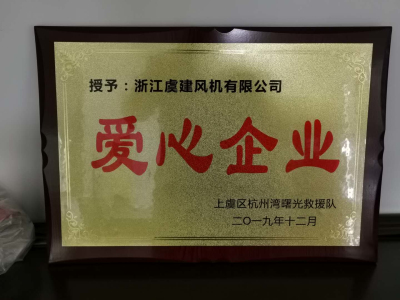 授予：浙江虞建风机有限公司
爱心企业
上虞区杭州湾曙光救援队
二〇一九年十二月